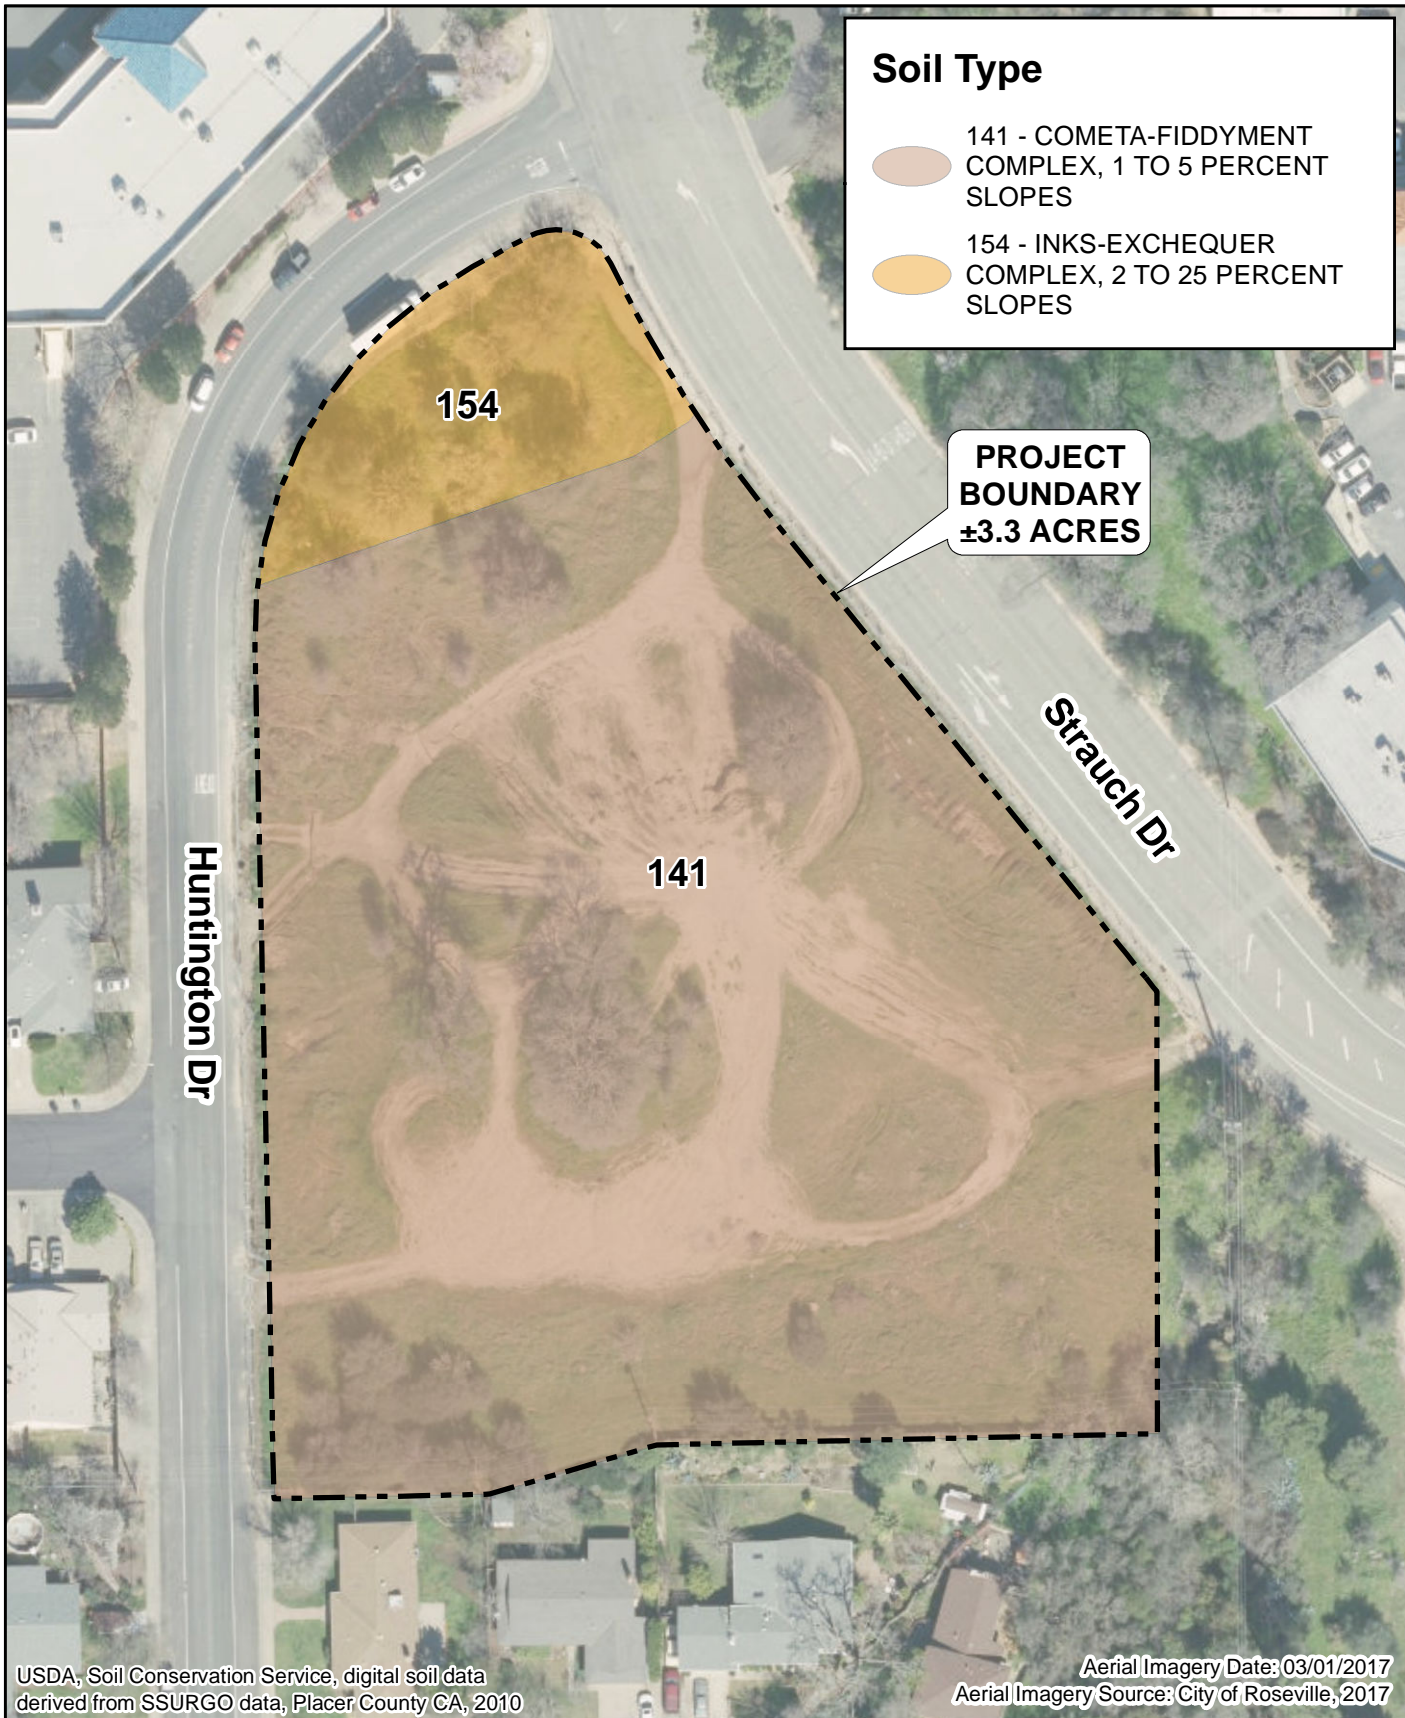 Soil Type
141 - COMETA-FIDDYMENT
COMPLEX, 1 TO 5 PERCENT
SLOPES
154 - INKS-EXCHEQUER
COMPLEX, 2 TO 25 PERCENT
SLOPES
154
PROJECT
BOUNDARY
±3.3 ACRES
Strauch Dr
141
Huntington Dr
USDA, Soil Conservation Service, digital soil data
derived from SSURGO data, Placer County CA, 2010
Aerial Imagery Date: 03/01/2017
Aerial Imagery Source: City of Roseville, 2017